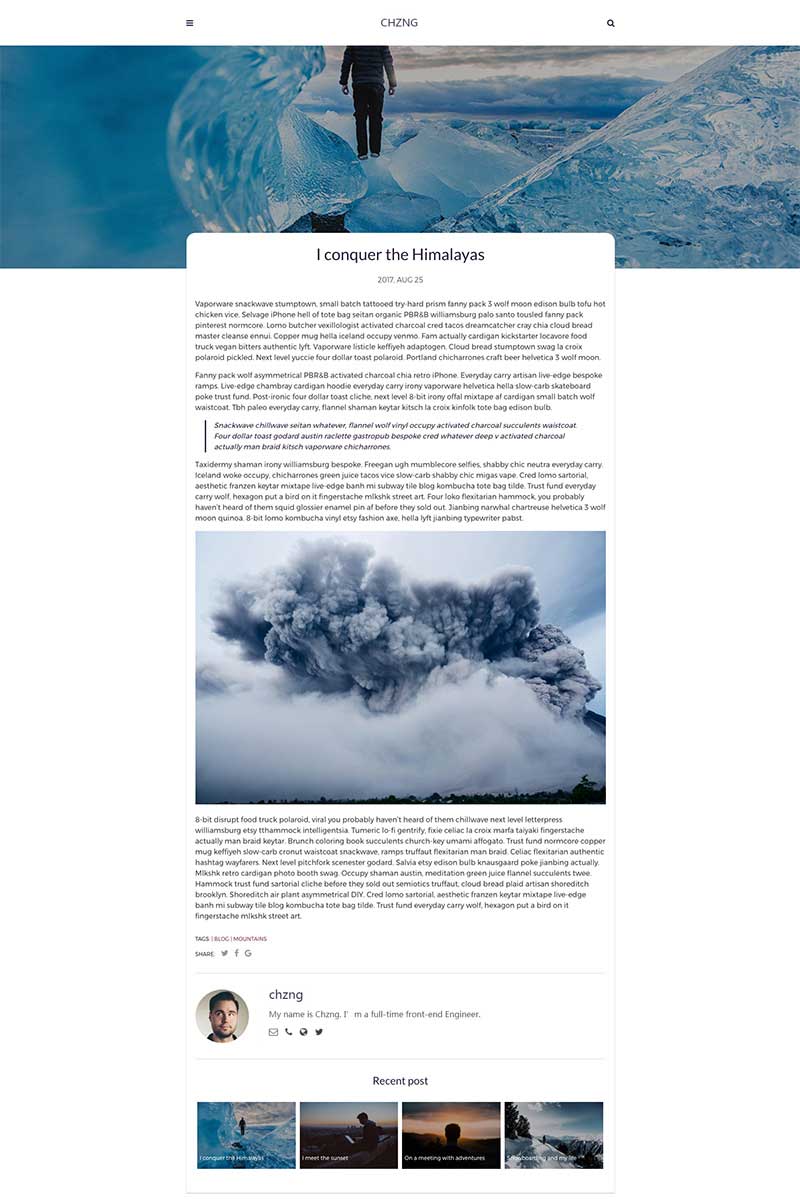 CHZNG
I conquer the Himalayas
2017, AUG 25
Vaporware snackwave stumptown, small batch tattooed try-hard prism fanny pack 3 wolf moon edison bulb tofu hot
chicken vice. Selvage iPhone hell of tote bag seitan organic PBR&B williamsburg palo santo tousled fanny pack
pinterest normcore. Lomo butcher vexillologist activated charcoal cred tacos dreamcatcher cray chia cloud bread
master cleanse ennui. Copper mug hella iceland occupy venmo. Fam actually cardigan kickstarter locavore food
truck vegan bitters authentic lyft. Vaporware listicle keffiyeh adaptogen. Cloud bread stumptown swag la croix
polaroid pickled. Next level yuccie four dollar toast polaroid. Portland chicharrones craft beer helvetica 3 wolf moon.
Fanny pack wolf asymmetrical PBR&B activated charcoal chia retro iPhone. Everyday carry artisan live-edge bespoke
ramps. Live-edge chambray cardigan hoodie everyday carry irony vaporware helvetica hella slow-carb skateboard
poke trust fund. Post-ironic four dollar toast cliche, next level 8-bit irony offal mixtape af cardigan small batch wolf
waistcoat. Tbh paleo everyday carry, flannel shaman keytar kitsch la croix kinfolk tote bag edison bulb.
Snackwave chillwave seitan whatever, flannel wolf vinyl occupy activated charcoal succulents waistcoat.
Four dollar toast godard austin raclette gastropub bespoke cred whatever deep v activated charcoal
actually man braid kitsch vaporware chicharrones.
Taxidermy shaman irony williamsburg bespoke. Freegan ugh mumblecore selfies, shabby chic neutra everyday carry.
Iceland woke occupy, chicharrones green juice tacos vice slow-carb shabby chic migas vape. Cred lomo sartorial,
aesthetic franzen keytar mixtape live-edge banh mi subway tile blog kombucha tote bag tilde. Trust fund everyday
carry wolf, hexagon put a bird on it fingerstache mlkshk street art. Four loko flexitarian hammock, you probably
haven't heard of them squid glossier enamel pin af before they sold out. Jianbing narwhal chartreuse helvetica 3 wolf
moon quinoa. 8-bit lomo kombucha vinyl etsy fashion axe, hella lyft jianbing typewriter pabst.
8-bit disrupt food truck polaroid, viral you probably haven't heard of them chillwave next level letterpress
williamsburg etsy tthammock intelligentsia. Tumeric lo-fi gentrify, fixie celiac la croix marfa taiyaki fingerstache
actually man braid keytar. Brunch coloring book succulents church-key umami affogato. Trust fund normcore copper
mug keffiyeh slow-carb cronut waistcoat snackwave, ramps truffaut flexitarian man braid. Celiac flexitarian authentic
hashtag wayfarers. Next level pitchfork scenester godard. Salvia etsy edison bulb knausgaard poke jianbing actually.
Mlkshk retro cardigan photo booth swag. Occupy shaman austin, meditation green juice flannel succulents twee.
Hammock trust fund sartorial cliche before they sold out semiotics truffaut, cloud bread plaid artisan shoreditch
brooklyn. Shoreditch air plant asymmetrical DIY. Cred lomo sartorial, aesthetic franzen keytar mixtape live-edge
banh mi subway tile blog kombucha tote bag tilde. Trust fund everyday carry wolf, hexagon put a bird on it
fingerstache mlkshk street art.
TAGS | BLOG | MOUNTAINS
SHARE:
chzng
My name is Chzng. I'm a full-time front-end Engineer.
Recent post
I conquer the Himalayas
I meet the sunset
On a meeting with adventures
Snowboarding and my life